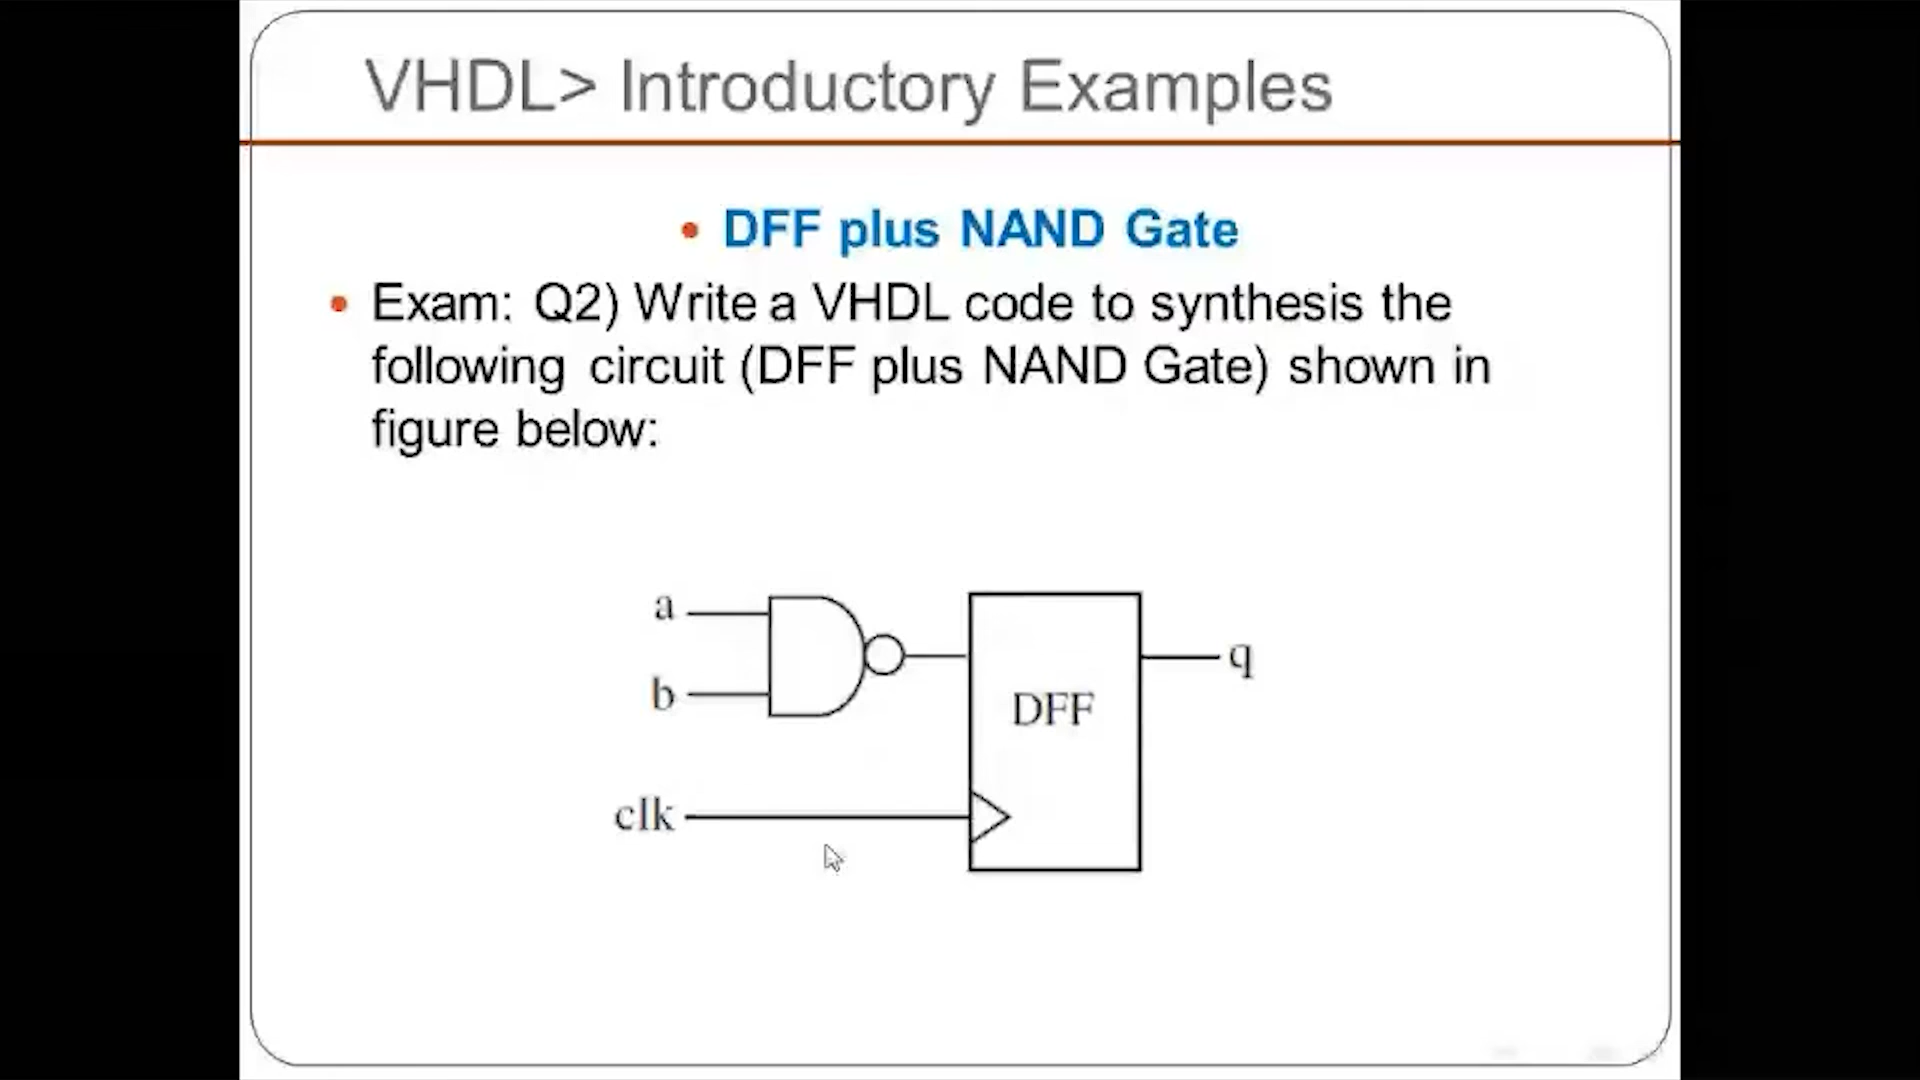 VHDL> Introductory Examples
• DFF plus NAND Gate
• Exam: Q2) Write a VHDL code to synthesis the
following circuit (DFF plus NAND Gate) shown in
figure below:
a
b
q
DFF
clk